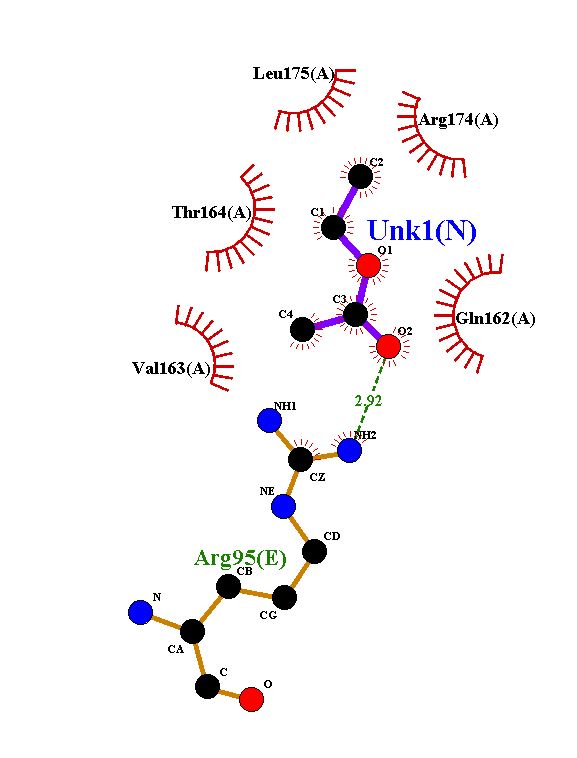 Leu175(A)
Arg174(A)
C2
Thr164(A)
C1
Unk1(N)
O1
C3
C4
Gln162(A)
O2
Val163(A)
2.92
NH1
NH2
CZ
NE
CD
Arg95(E)
CB
N
CG
CA
C
O